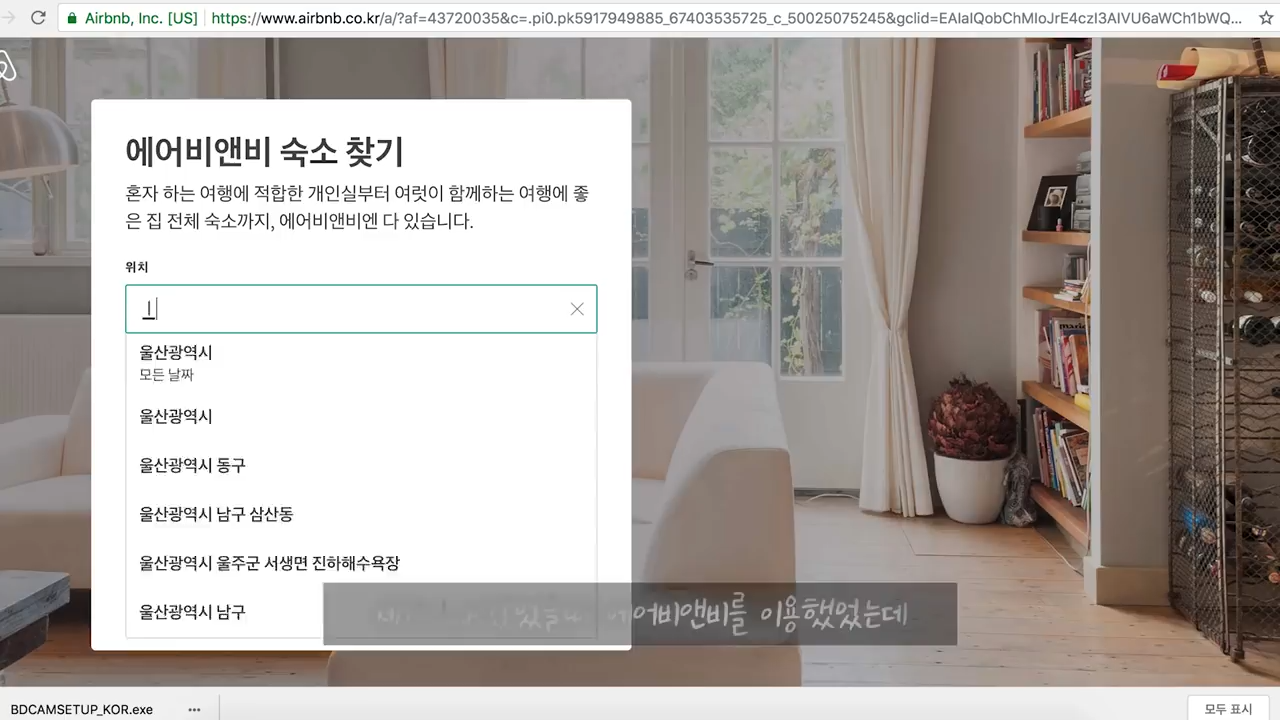 Airbnb, Inc. [US] https://www.airbnb.co.kr/a/?af=43720035&c=.pi0.pk5917949885_67403535725_c_50025075245&gclid=EAIaIQobChMIoJrE4czI3AIVU6aWCh1bWQ...
에어비앤비 숙소 찾기
혼자 하는 여행에 적합한 개인실부터 여럿이 함께하는 여행에 좋
은 집 전체 숙소까지, 에어비앤비엔 다 있습니다.
위치
울산광역시
모든 날짜
울산광역시
울산광역시 동구
울산광역시 남구 삼산동
울산광역시 울주군 서생면 진하해수욕장
울산광역시 남구
에어비앤비를 이용했었는데
BDCAMSETUP_KOR.exe
모두 표시